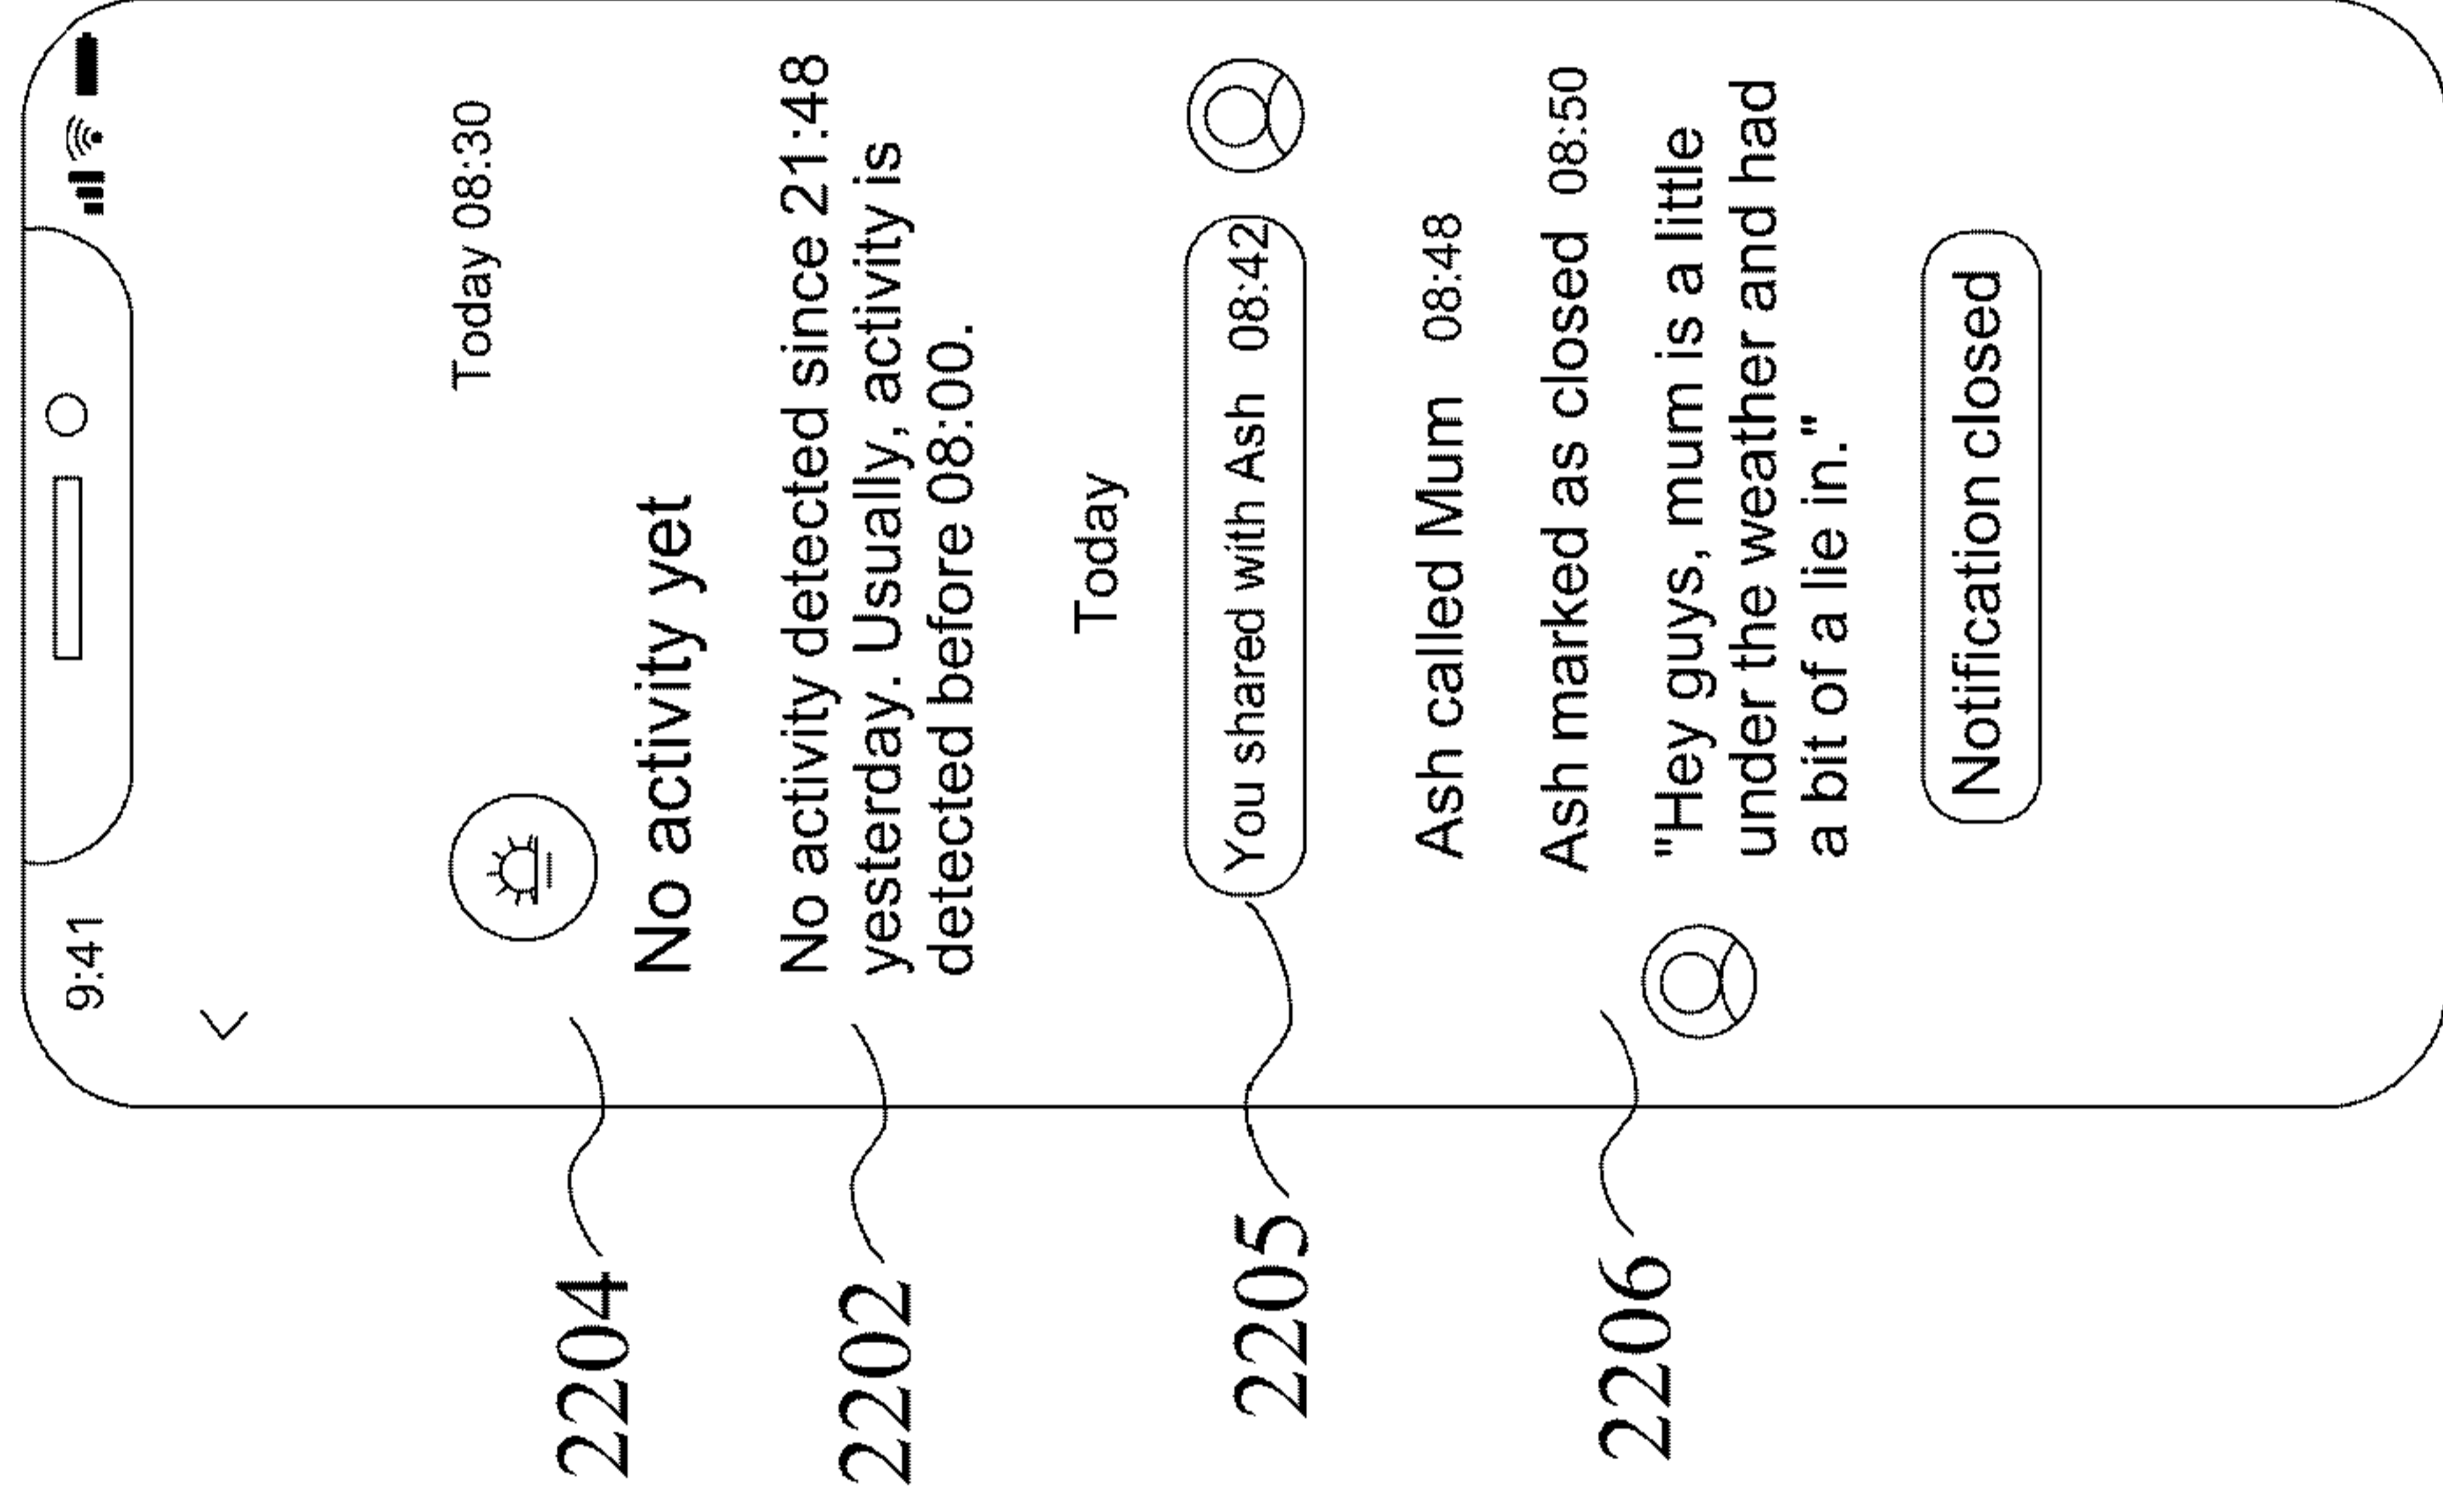 9:41
Today 08:30
2204
No activity yet
2202
No activity detected since 21:48
yesterday. Usually, activity is
detected before 08:00.
Today
2205
You shared with Ash 08:42
Ash called Mum 08:48
Ash marked as closed 08:50
2206
"Hey guys, mum is a little
under the weather and had
a bit of a lie in."
Notification closed